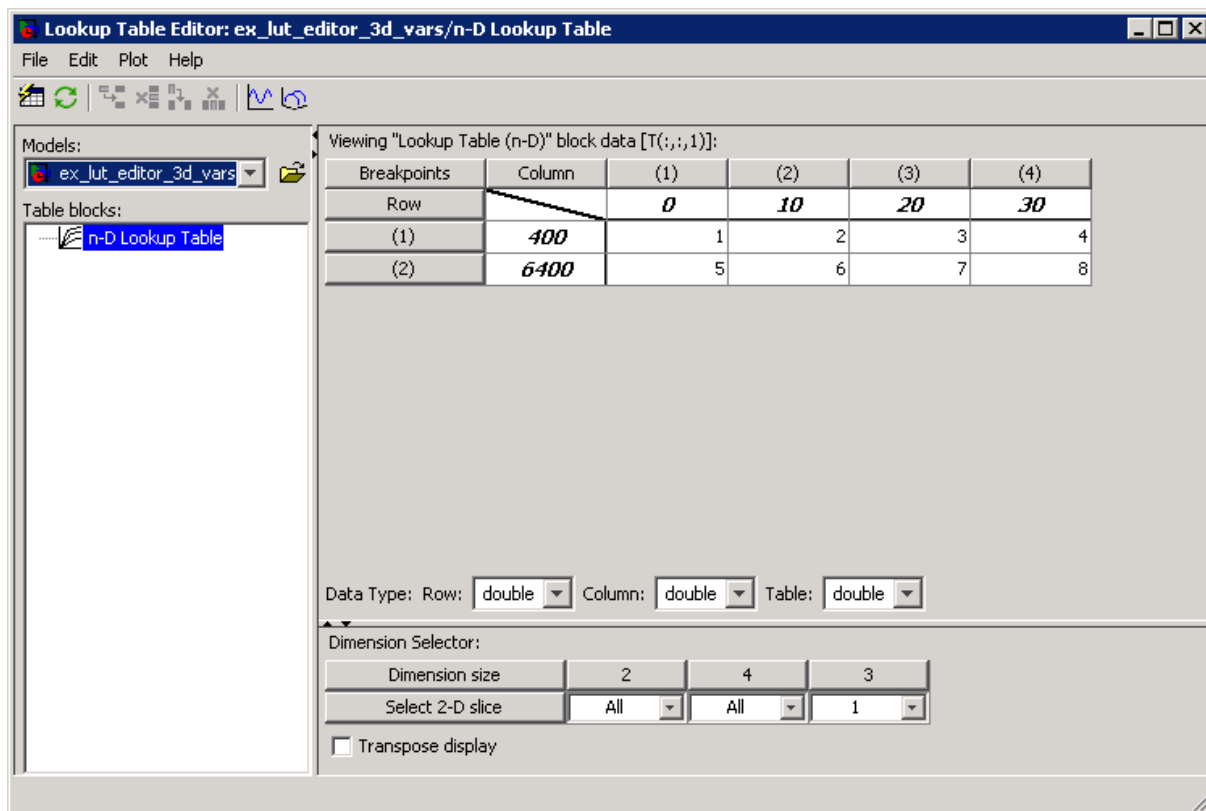 Lookup Table Editor: ex_lut_editor_3d_vars/n-D Lookup Table
File Edit Plot Help
Models:
ex_lut_editor_3d_vars
Table blocks:
n-D Lookup Table
Viewing "Lookup Table (n-D)" block data [T(:,:,1)]:
Breakpoints Column (1) (2) (3) (4)
Row 0 10 20 30
(1) 400 1 2 3 4
(2) 6400 5 6 7 8
Data Type: Row: double Column: double Table: double
Dimension Selector:
Dimension size 2 4 3
Select 2-D slice All All 1
Transpose display